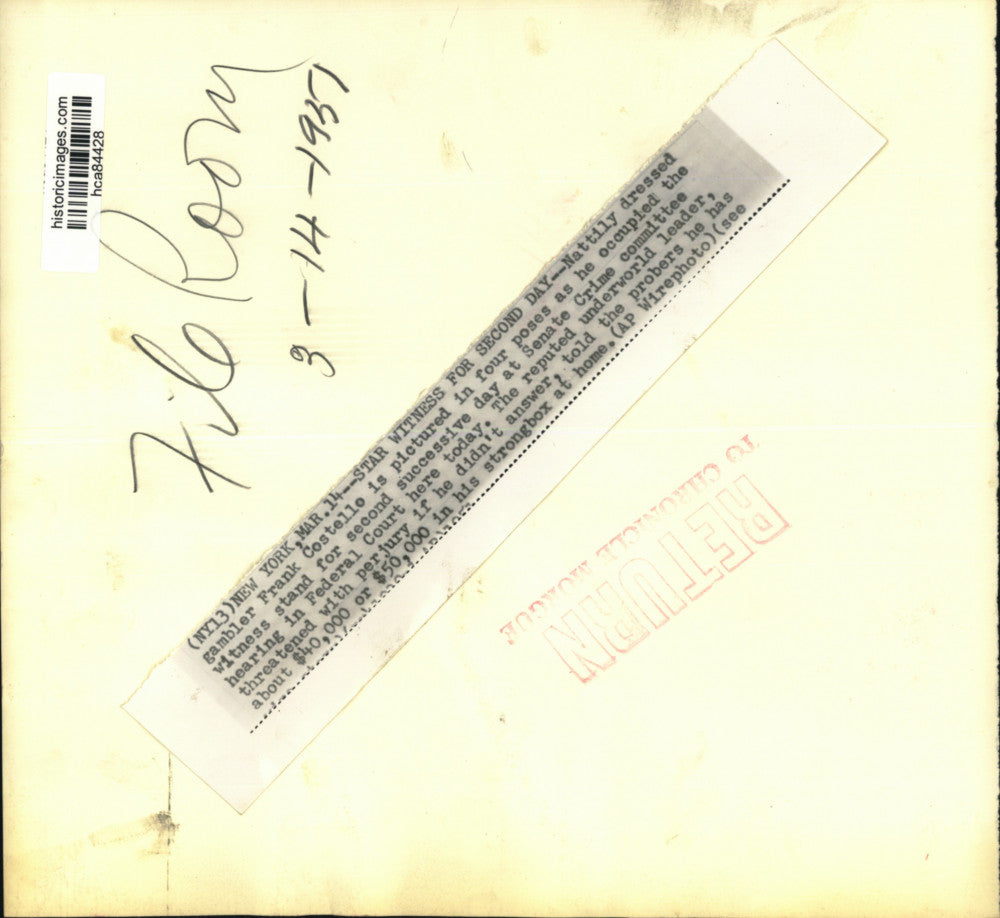 historicimages.com
hca84428
File Room
3-14-1951
(NY13)NEW YORK,MAR.14--STAR WITNESS FOR SECOND DAY--Nattily dressed
gambler Frank Costello is pictured in four poses as he occupied the
witness stand for second successive day at Senate Crime committee
hearing in Federal Court here today. The reputed underworld leader,
threatened with perjury if he didn't answer, told the probers he has
about $40,000 or $50,000 in his strongbox at home.(AP Wirephoto)(see
RETURN
TO CHRONICLE MORGUE